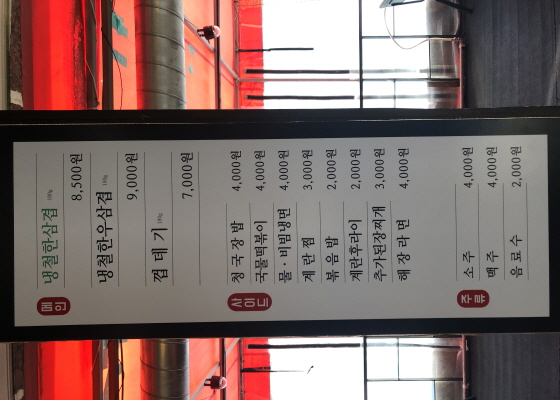 메인
냉철한삼겹 180g
8,500원
냉철한우삼겹 180g
9,000원
껍데기 180g
7,000원
사이드
청국장밥 4,000원
국물떡볶이 4,000원
물·비빔냉면 4,000원
계란찜 3,000원
볶음밥 2,000원
계란후라이 2,000원
추가된장찌개 3,000원
해장라면 4,000원
주류
소주 4,000원
맥주 4,000원
음료수 2,000원